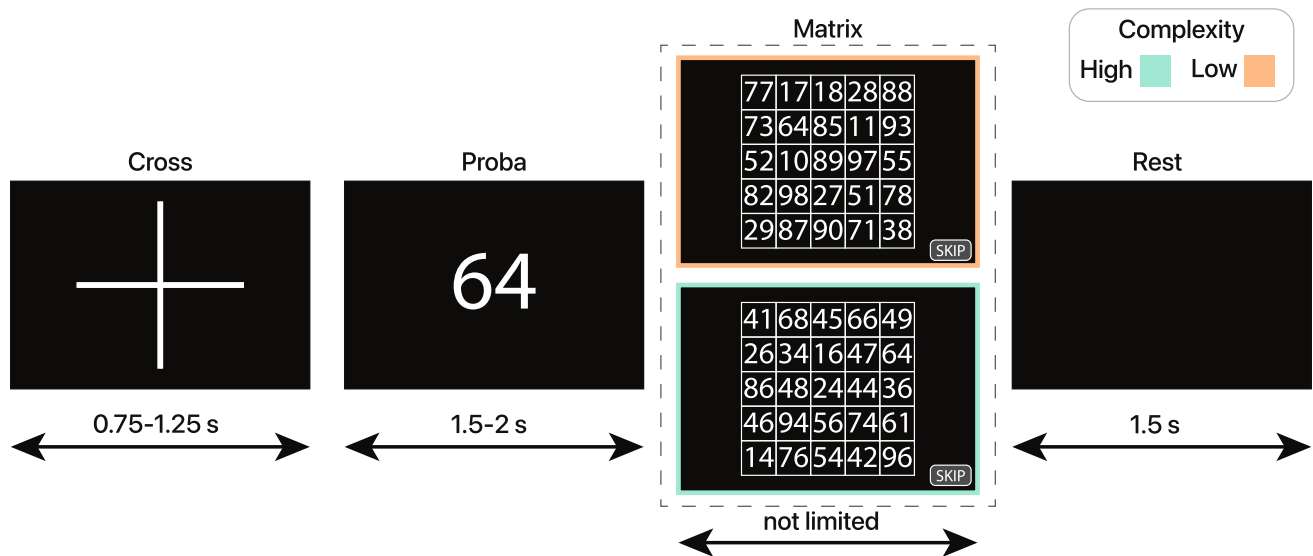 Matrix
Complexity
High Low
77 17 18 28 88
73 64 85 11 93
52 10 89 97 55
82 98 27 51 78
29 87 90 71 38
SKIP
Cross
Proba
Rest
64
41 68 45 66 49
26 34 16 47 64
86 48 24 44 36
46 94 56 74 61
14 76 54 42 96
SKIP
0.75-1.25 s
1.5-2 s
1.5 s
not limited